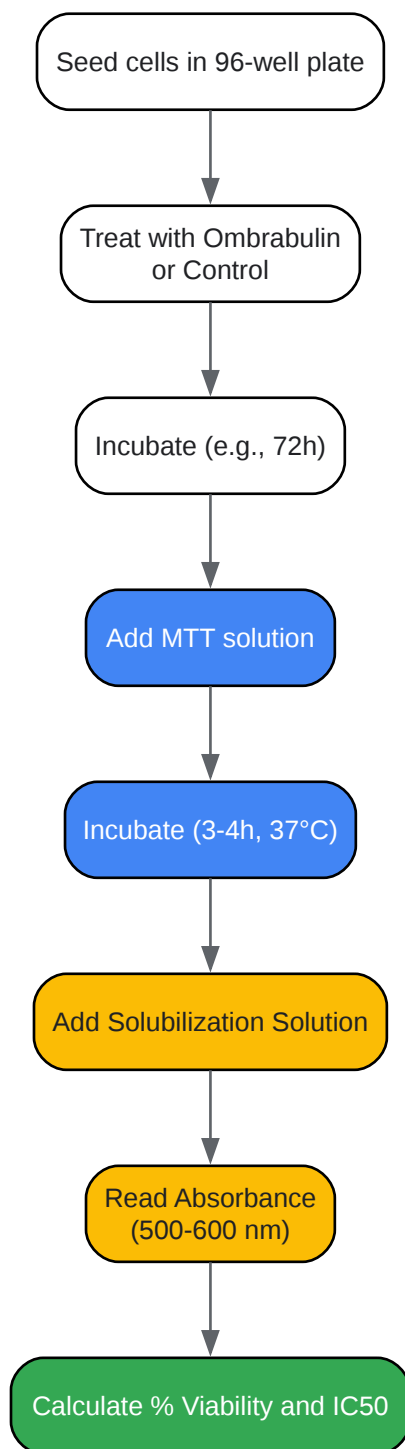 Seed cells in 96-well plate
Treat with Ombrabulin
or Control
Incubate (e.g., 72h)
Add MTT solution
Incubate (3-4h, 37°C)
Add Solubilization Solution
Read Absorbance
(500-600 nm)
Calculate % Viability and IC50